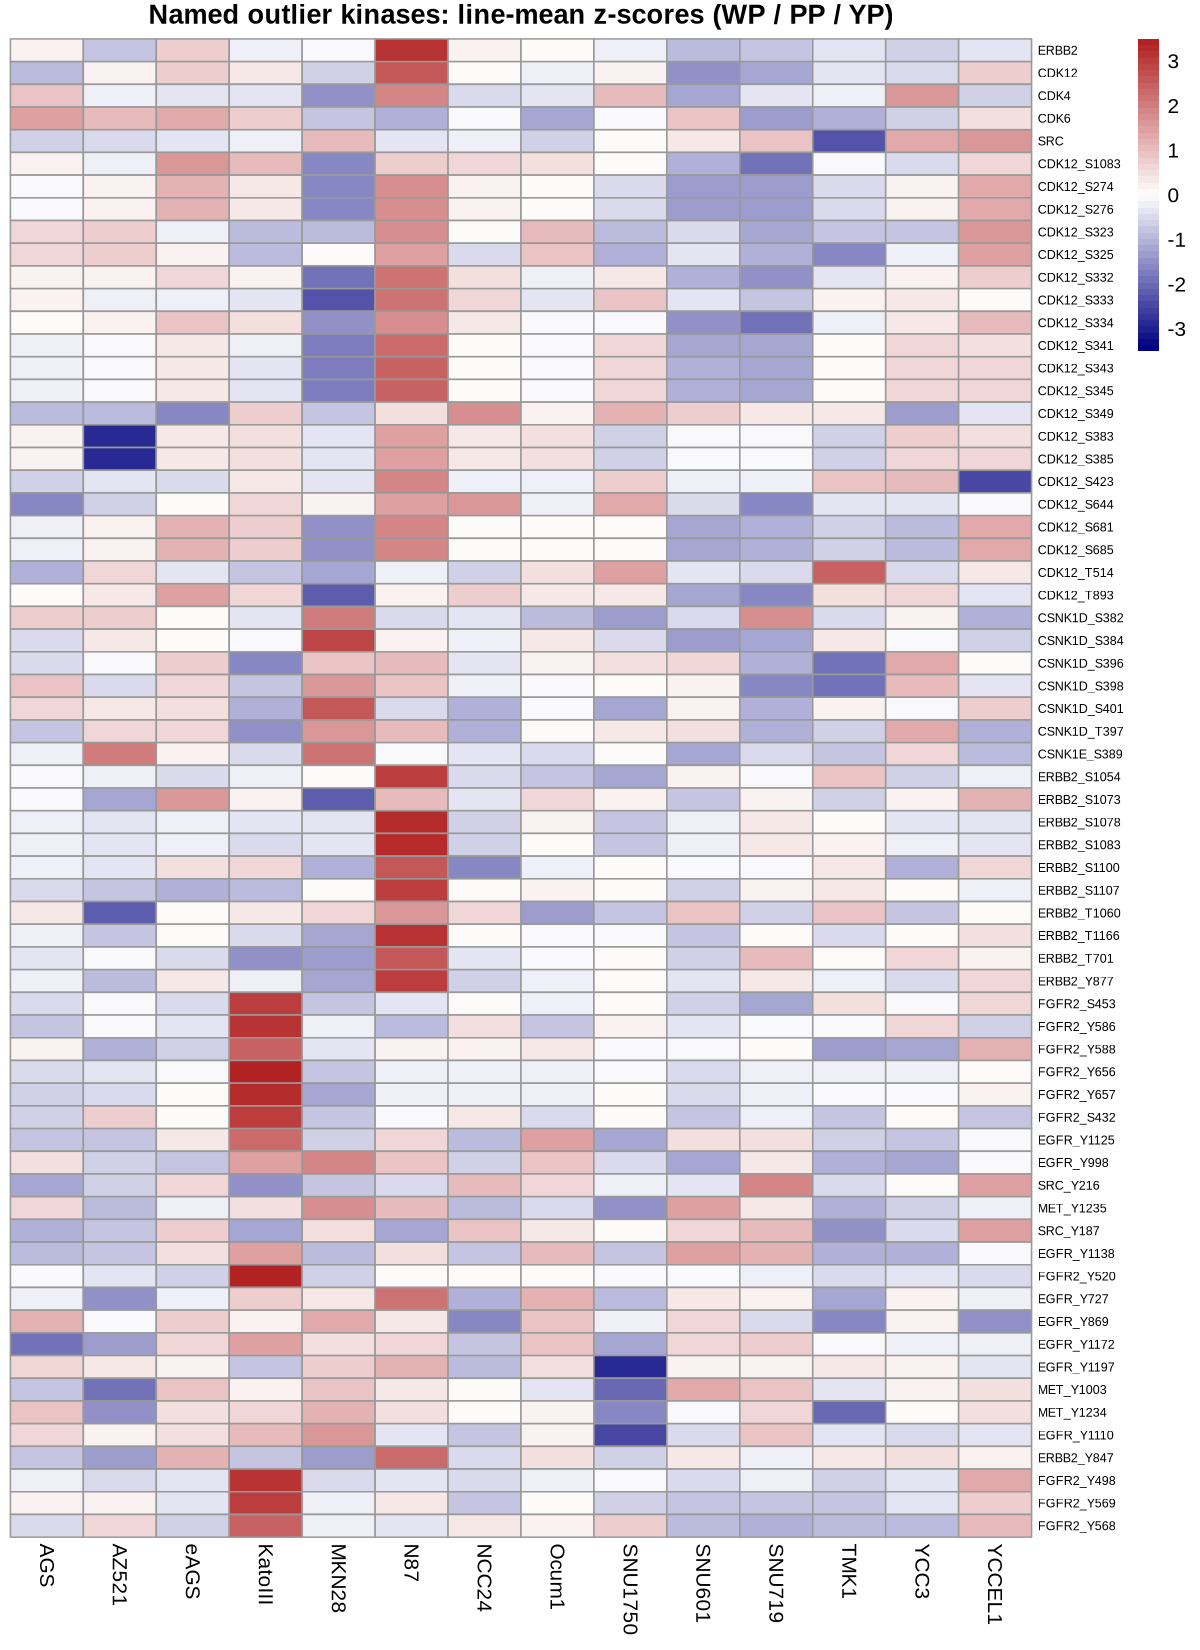 Named outlier kinases: line-mean z-scores (WP / PP / YP)
ERBB2
CDK12
CDK4
CDK6
SRC
CDK12_S1083
CDK12_S274
CDK12_S276
CDK12_S323
CDK12_S325
CDK12_S332
CDK12_S333
CDK12_S334
CDK12_S341
CDK12_S343
CDK12_S345
CDK12_S349
CDK12_S383
CDK12_S385
CDK12_S423
CDK12_S644
CDK12_S681
CDK12_S685
CDK12_T514
CDK12_T893
CSNK1D_S382
CSNK1D_S384
CSNK1D_S396
CSNK1D_S398
CSNK1D_S401
CSNK1D_T397
CSNK1E_S389
ERBB2_S1054
ERBB2_S1073
ERBB2_S1078
ERBB2_S1083
ERBB2_S1100
ERBB2_S1107
ERBB2_T1060
ERBB2_T1166
ERBB2_T701
ERBB2_Y877
FGFR2_S453
FGFR2_Y586
FGFR2_Y588
FGFR2_Y656
FGFR2_Y657
FGFR2_S432
EGFR_Y1125
EGFR_Y998
SRC_Y216
MET_Y1235
SRC_Y187
EGFR_Y1138
FGFR2_Y520
EGFR_Y727
EGFR_Y869
EGFR_Y1172
EGFR_Y1197
MET_Y1003
MET_Y1234
EGFR_Y1110
ERBB2_Y847
FGFR2_Y498
FGFR2_Y569
FGFR2_Y568
3
2
1
0
-1
-2
-3
AGS
AZ521
eAGS
KatoIII
MKN28
N87
NCC24
Ocum1
SNU1750
SNU601
SNU719
TMK1
YCC3
YCCEL1